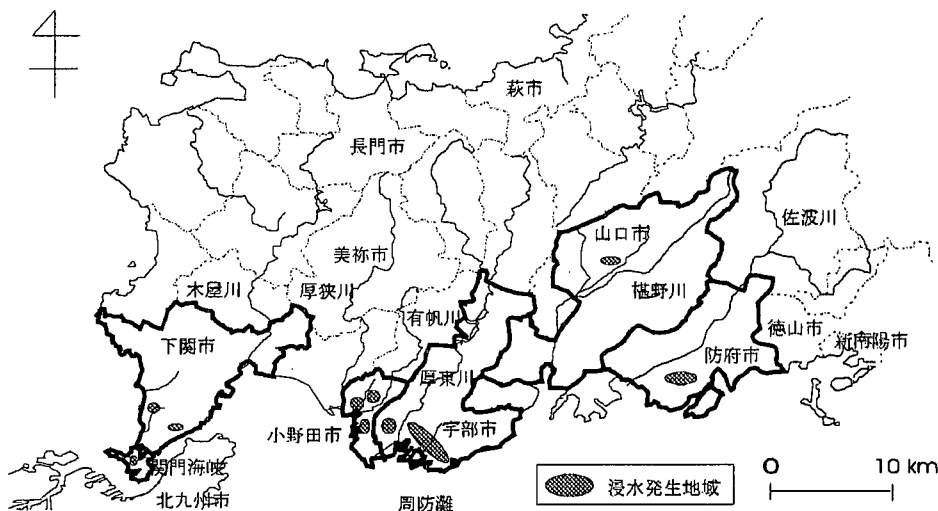 萩市
長門市
佐波川
山口市
美祢市
木屋川
厚狭川
椹野川
有帆川
徳山市
下関市
新南陽市
防府市
厚東川
小野田市
宇部市
関門海峡
北九州市
周防灘
浸水発生地域
0 10 km